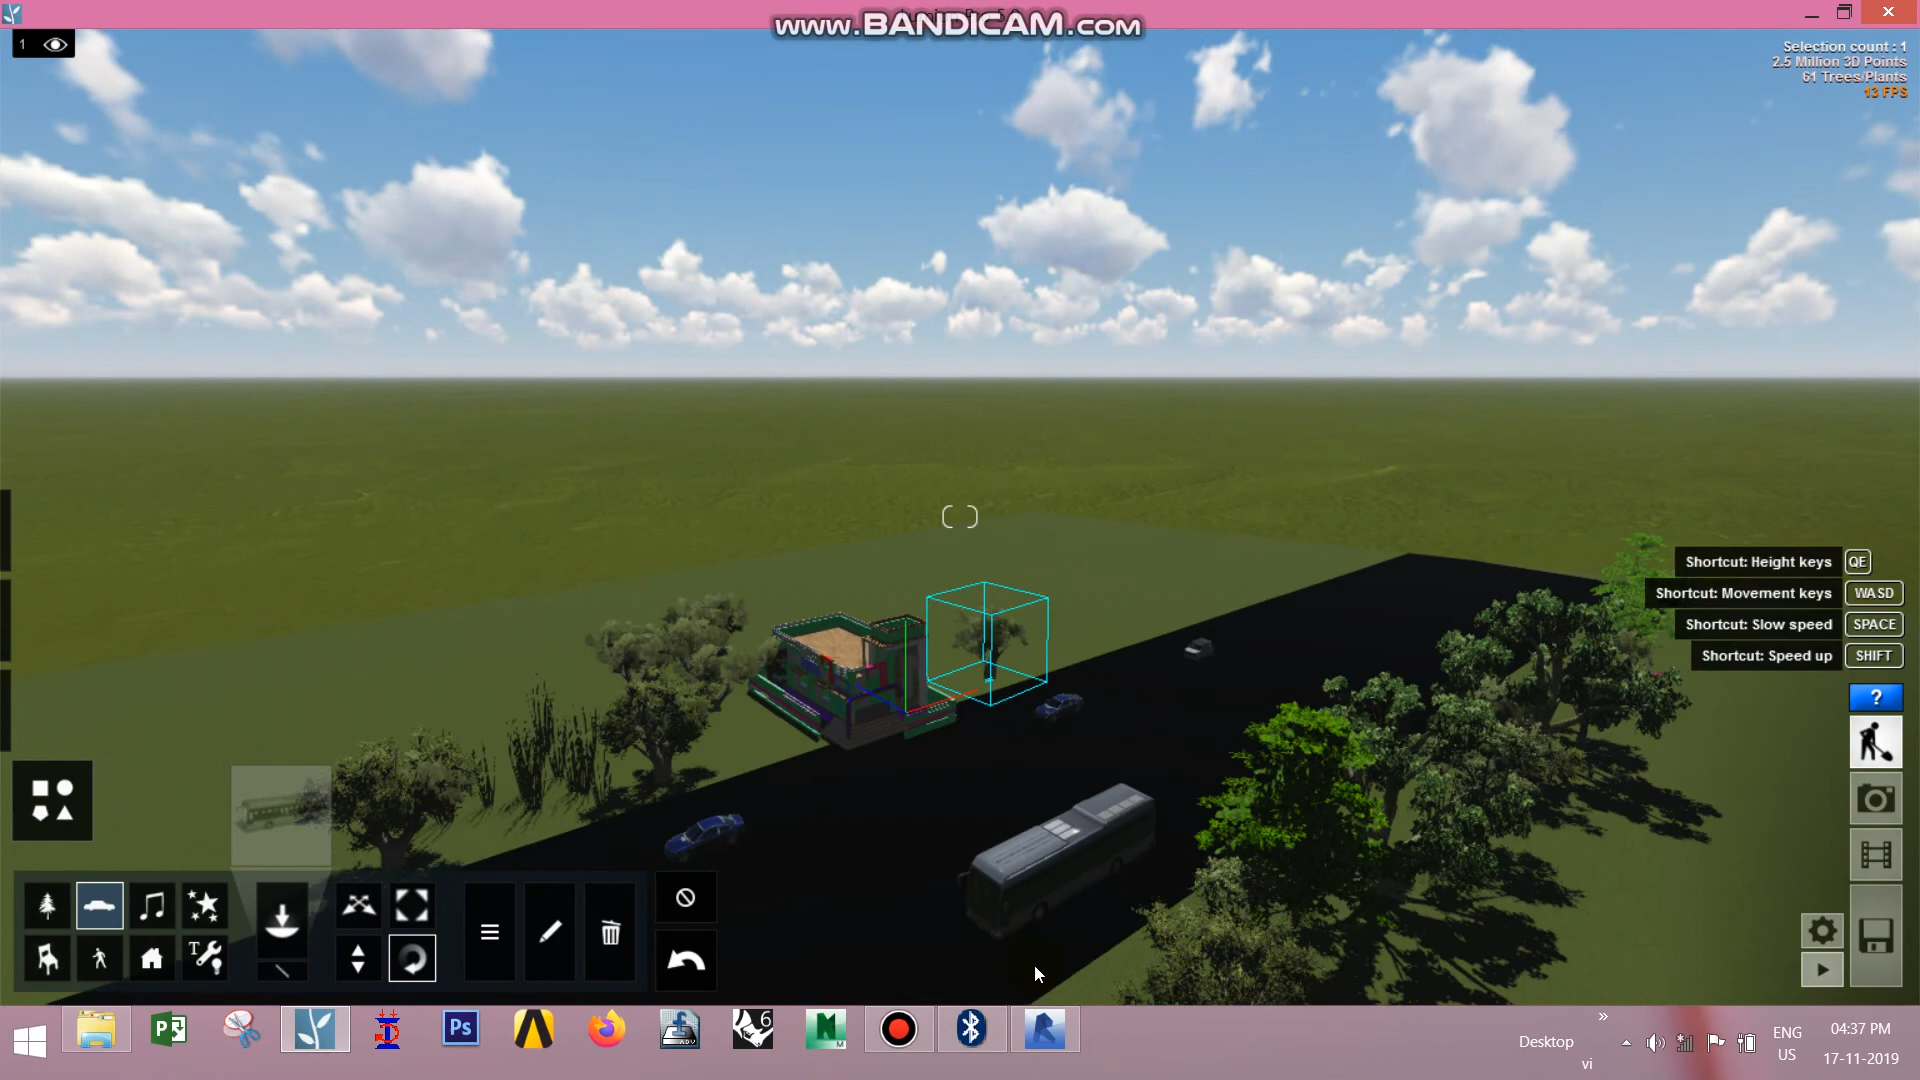 www.BANDICAM.com
1
Selection count : 1
2.5 Million 3D Points
61 Trees/Plants
13 FPS
Shortcut: Height keys QE
Shortcut: Movement keys WASD
Shortcut: Slow speed SPACE
Shortcut: Speed up SHIFT
?
T
P
Ps
6
N
M
R
Desktop
vi
ENG
US
04:37 PM
17-11-2019